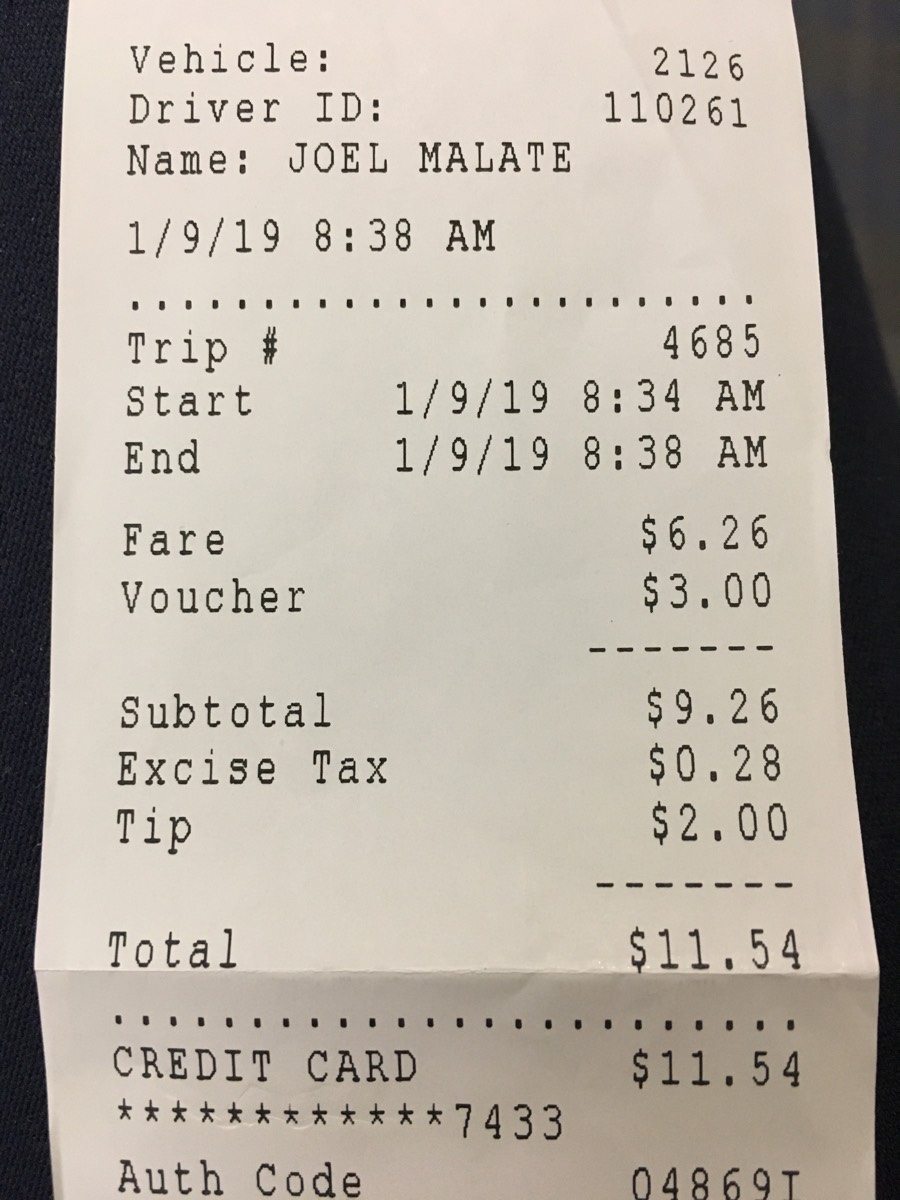 Vehicle: 2126
Driver ID: 110261
Name: JOEL MALATE
1/9/19 8:38 AM
Trip # 4685
Start 1/9/19 8:34 AM
End 1/9/19 8:38 AM
Fare $6.26
Voucher $3.00
-------
Subtotal $9.26
Excise Tax $0.28
Tip $2.00
-------
Total $11.54
CREDIT CARD $11.54
************7433
Auth Code